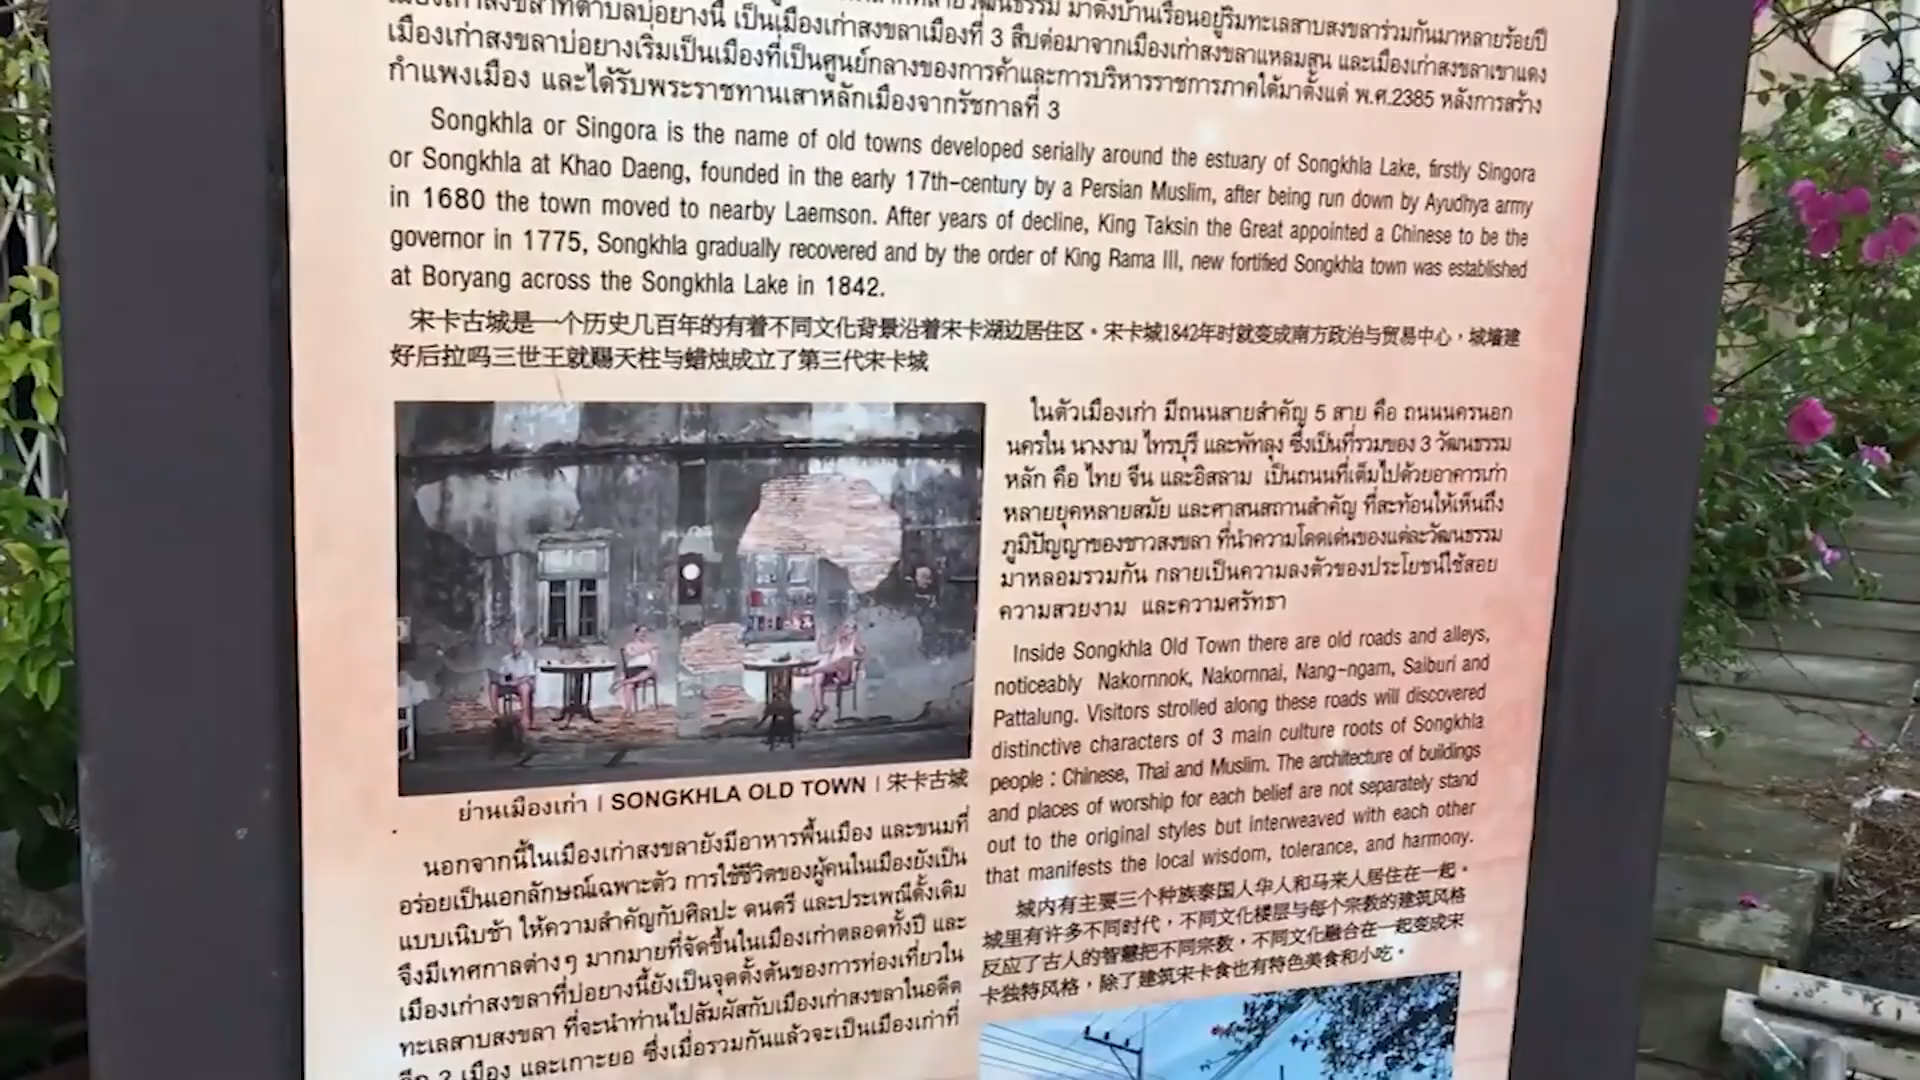 มาตั้งบ้านเรือนอยู่ริมทะเลสาบสงขลาร่วมกันมาหลายร้อยปี
เมืองเก่าสงขลาที่ตำบลบ่อยางนี้ เป็นเมืองเก่าสงขลาเมืองที่ 3 สืบต่อมาจากเมืองเก่าสงขลาแหลมสน และเมืองเก่าสงขลาเขาแดง
เมืองเก่าสงขลาบ่อยางเริ่มเป็นเมืองที่เป็นศูนย์กลางของการค้าและการบริหารราชการภาคใต้มาตั้งแต่ พ.ศ.2385 หลังการสร้าง
กำแพงเมือง และได้รับพระราชทานเสาหลักเมืองจากรัชกาลที่ 3
Songkhla or Singora is the name of old towns developed serially around the estuary of Songkhla Lake, firstly Singora
or Songkhla at Khao Daeng, founded in the early 17th-century by a Persian Muslim, after being run down by Ayudhya army
in 1680 the town moved to nearby Laemson. After years of decline, King Taksin the Great appointed a Chinese to be the
governor in 1775, Songkhla gradually recovered and by the order of King Rama III, new fortified Songkhla town was established
at Boryang across the Songkhla Lake in 1842.
宋卡古城是一个历史几百年的有着不同文化背景沿着宋卡湖边居住区。宋卡城1842年时就变成南方政治与贸易中心，城墙建
好后拉吗三世王就赐天柱与蜡烛成立了第三代宋卡城
ย่านเมืองเก่า | SONGKHLA OLD TOWN | 宋卡古城
นอกจากนี้ในเมืองเก่าสงขลายังมีอาหารพื้นเมือง และขนมที่
อร่อยเป็นเอกลักษณ์เฉพาะตัว การใช้ชีวิตของผู้คนในเมืองยังเป็น
แบบเนิบช้า ให้ความสำคัญกับศิลปะ ดนตรี และประเพณีดั้งเดิม
จึงมีเทศกาลต่างๆ มากมายที่จัดขึ้นในเมืองเก่าตลอดทั้งปี และ
เมืองเก่าสงขลาที่บ่อยางนี้ยังเป็นจุดตั้งต้นของการท่องเที่ยวใน
ทะเลสาบสงขลา ที่จะนำท่านไปสัมผัสกับเมืองเก่าสงขลาในอดีต
อีก 2 เมือง และเกาะยอ ซึ่งเมื่อรวมกันแล้วจะเป็นเมืองเก่าที่
ในตัวเมืองเก่า มีถนนสายสำคัญ 5 สาย คือ ถนนนครนอก
นครใน นางงาม ไทรบุรี และพัทลุง ซึ่งเป็นที่รวมของ 3 วัฒนธรรม
หลัก คือ ไทย จีน และอิสลาม เป็นถนนที่เต็มไปด้วยอาคารเก่า
หลายยุคหลายสมัย และศาสนสถานสำคัญ ที่สะท้อนให้เห็นถึง
ภูมิปัญญาของชาวสงขลา ที่นำความโดดเด่นของแต่ละวัฒนธรรม
มาหลอมรวมกัน กลายเป็นความลงตัวของประโยชน์ใช้สอย
ความสวยงาม และความศรัทธา
Inside Songkhla Old Town there are old roads and alleys,
noticeably Nakornnok, Nakornnai, Nang-ngam, Saiburi and
Pattalung. Visitors strolled along these roads will discovered
distinctive characters of 3 main culture roots of Songkhla
people : Chinese, Thai and Muslim. The architecture of buildings
and places of worship for each belief are not separately stand
out to the original styles but interweaved with each other
that manifests the local wisdom, tolerance, and harmony.
城内有主要三个种族泰国人华人和马来人居住在一起。
城里有许多不同时代，不同文化楼层与每个宗教的建筑风格
反应了古人的智慧把不同宗教，不同文化融合在一起变成宋
卡独特风格，除了建筑宋卡食也有特色美食和小吃。